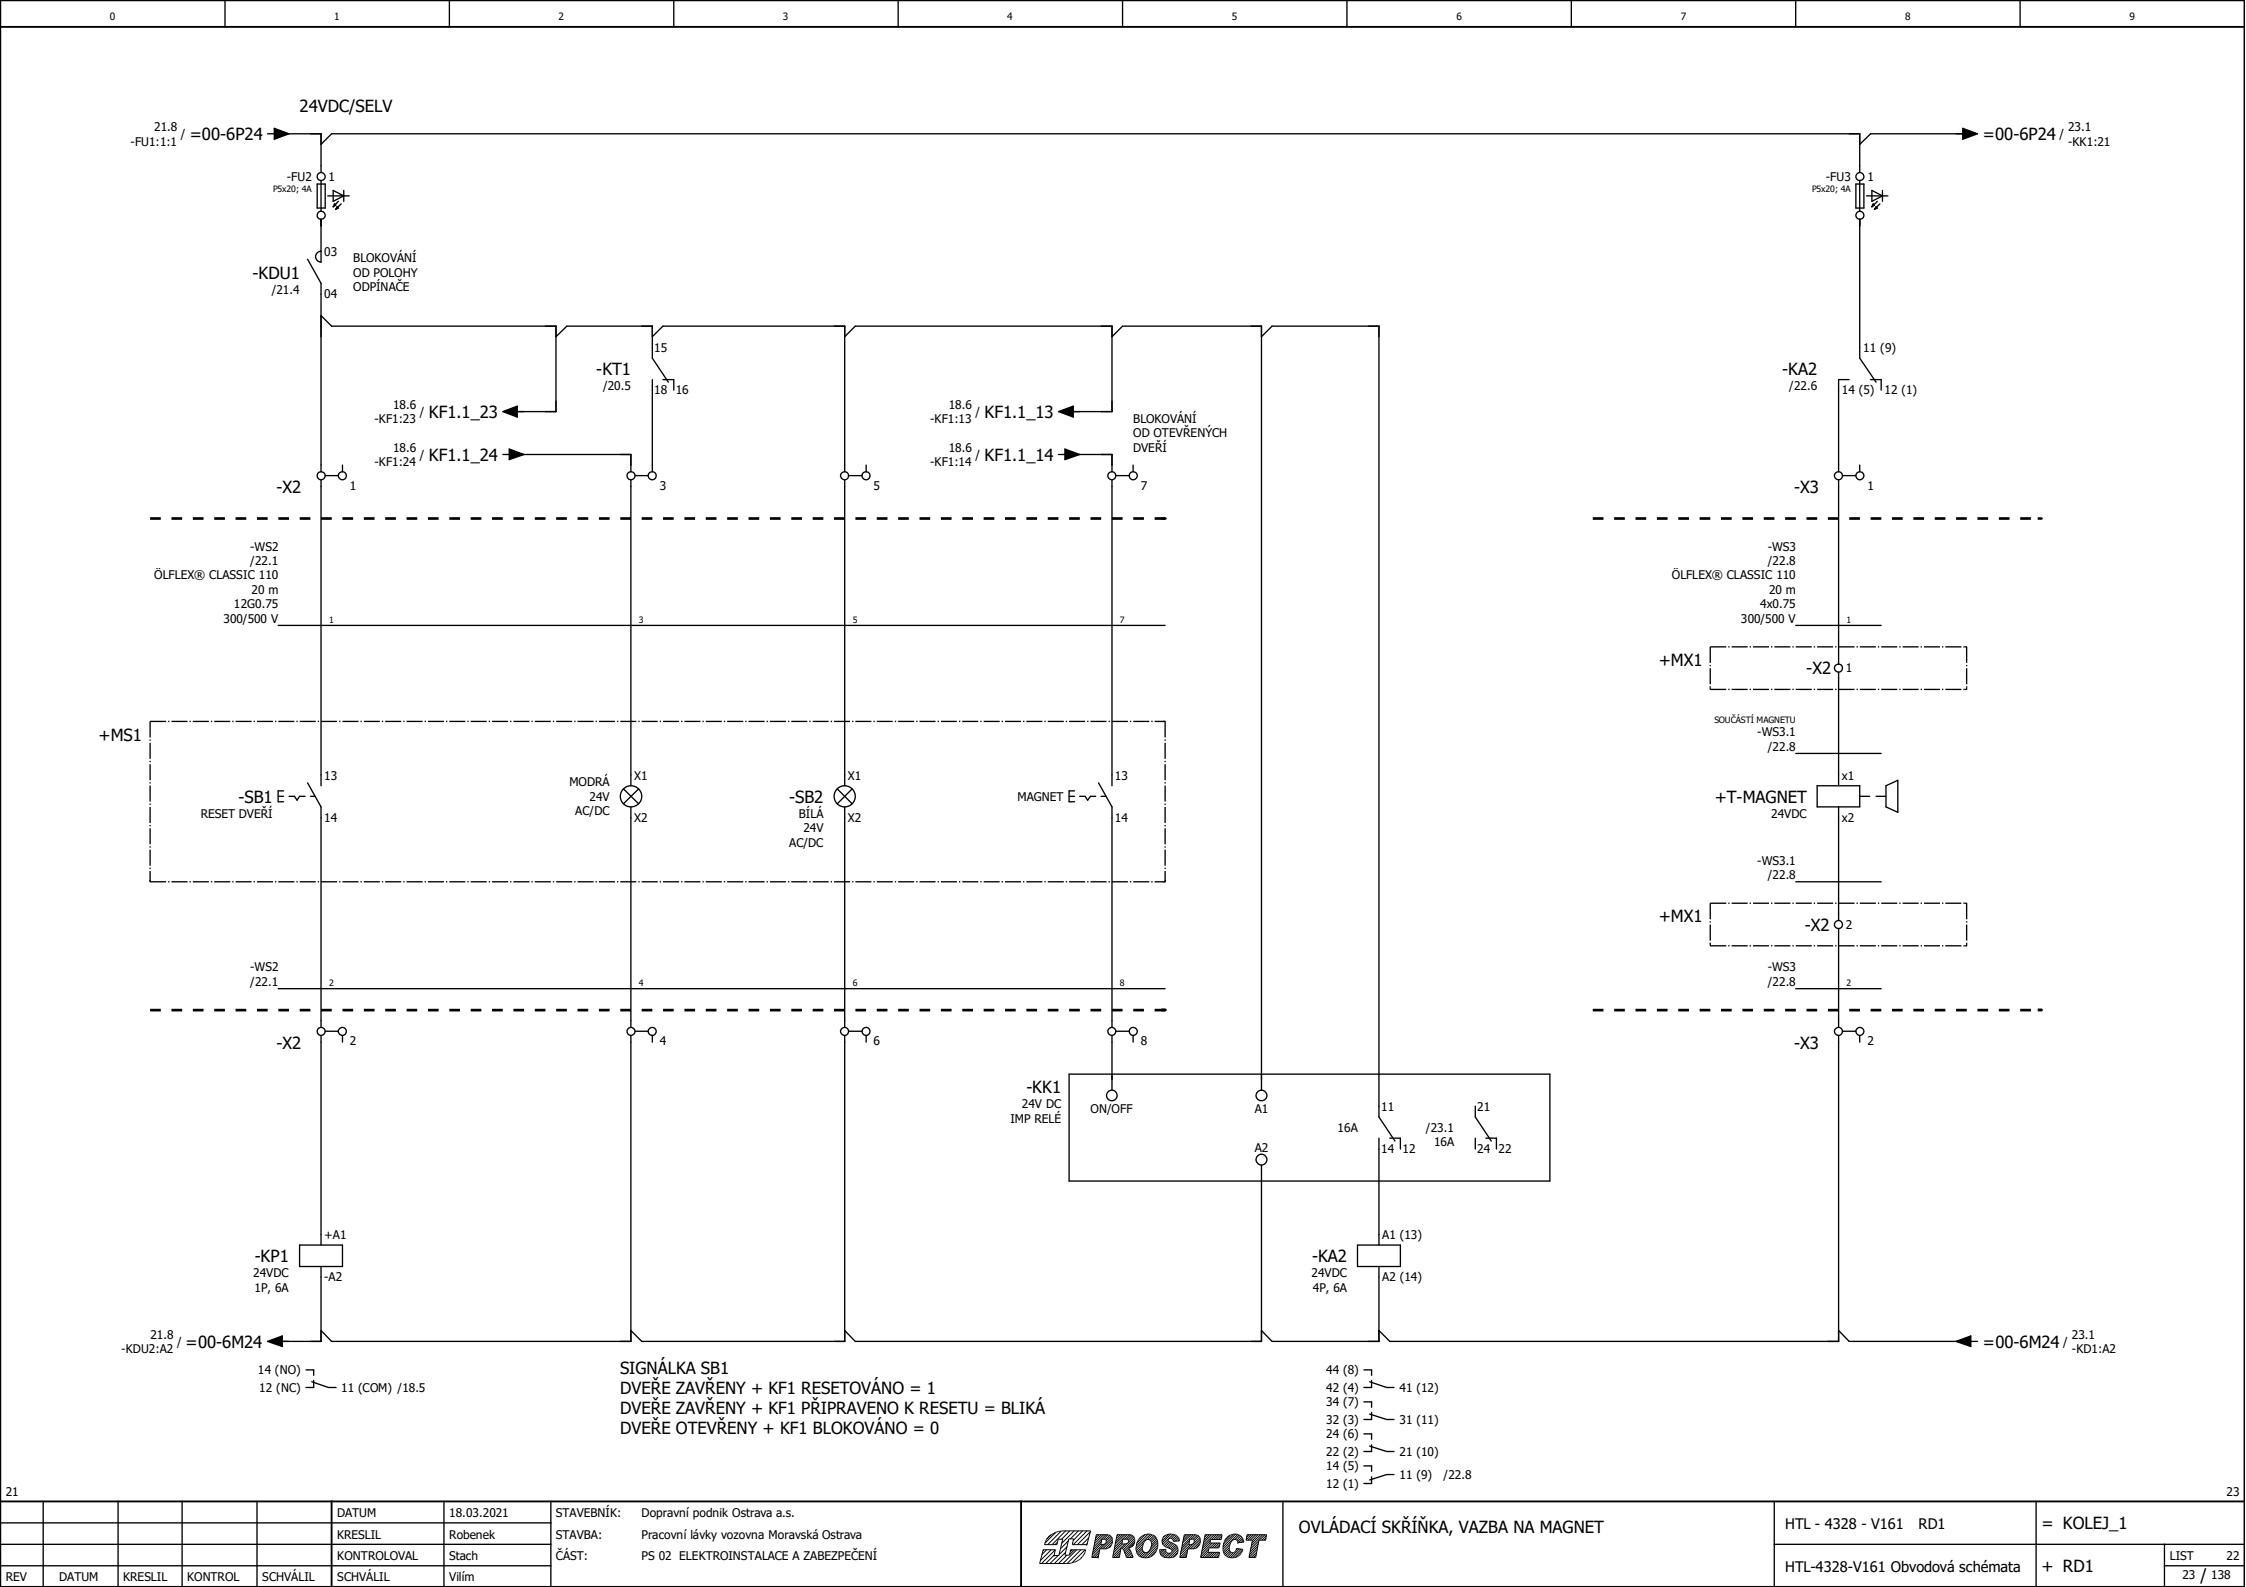 0 1 2 3 4 5 6 7 8 9
24VDC/SELV
21.8
-FU1:1:1
/ =00-6P24
=00-6P24 /
23.1
-KK1:21
-FU2 1
P5x20; 4A
-FU3 1
P5x20; 4A
-KDU1
/21.4
03
04
BLOKOVÁNÍ
OD POLOHY
ODPÍNAČE
-KT1
/20.5
15
18 16
-KA2
/22.6
11 (9)
14 (5) 12 (1)
18.6
-KF1:23
/ KF1.1_23
18.6
-KF1:24
/ KF1.1_24
18.6
-KF1:13
/ KF1.1_13
18.6
-KF1:14
/ KF1.1_14
BLOKOVÁNÍ
OD OTEVŘENÝCH
DVEŘÍ
-X2 1 3 5 7
-X3 1
-WS2
/22.1
ÖLFLEX® CLASSIC 110
20 m
12G0.75
300/500 V
1 3 5 7
-WS3
/22.8
ÖLFLEX® CLASSIC 110
20 m
4x0.75
300/500 V
1
+MX1
-X2 1
SOUČÁSTÍ MAGNETU
-WS3.1
/22.8
+MS1
-SB1 E
RESET DVEŘÍ
13
14
MODRÁ
24V
AC/DC
X1
X2
-SB2
BÍLÁ
24V
AC/DC
X1
X2
MAGNET E
13
14
+T-MAGNET
24VDC
x1
x2
-WS3.1
/22.8
+MX1
-X2 2
-WS2
/22.1
2 4 6 8
-WS3
/22.8
2
-X2 2 4 6 8
-X3 2
-KK1
24V DC
IMP RELÉ
ON/OFF
A1
A2
16A
11
14 12
/23.1
16A
21
24 22
-KP1
24VDC
1P, 6A
+A1
-A2
-KA2
24VDC
4P, 6A
A1 (13)
A2 (14)
21.8
-KDU2:A2
/ =00-6M24
=00-6M24 /
23.1
-KD1:A2
14 (NO)
12 (NC) 11 (COM) /18.5
SIGNÁLKA SB1
DVEŘE ZAVŘENY + KF1 RESETOVÁNO = 1
DVEŘE ZAVŘENY + KF1 PŘIPRAVENO K RESETU = BLIKÁ
DVEŘE OTEVŘENY + KF1 BLOKOVÁNO = 0
44 (8)
42 (4) 41 (12)
34 (7)
32 (3) 31 (11)
24 (6)
22 (2) 21 (10)
14 (5)
12 (1) 11 (9) /22.8
21
23
DATUM 18.03.2021
KRESLIL Robenek
KONTROLOVAL Stach
REV DATUM KRESLIL KONTROL SCHVÁLIL SCHVÁLIL Vilím
STAVEBNÍK: Dopravní podnik Ostrava a.s.
STAVBA: Pracovní lávky vozovna Moravská Ostrava
ČÁST: PS 02 ELEKTROINSTALACE A ZABEZPEČENÍ
PROSPECT
OVLÁDACÍ SKŘÍŇKA, VAZBA NA MAGNET
HTL - 4328 - V161 RD1
HTL-4328-V161 Obvodová schémata
= KOLEJ_1
+ RD1
LIST 22
23 / 138